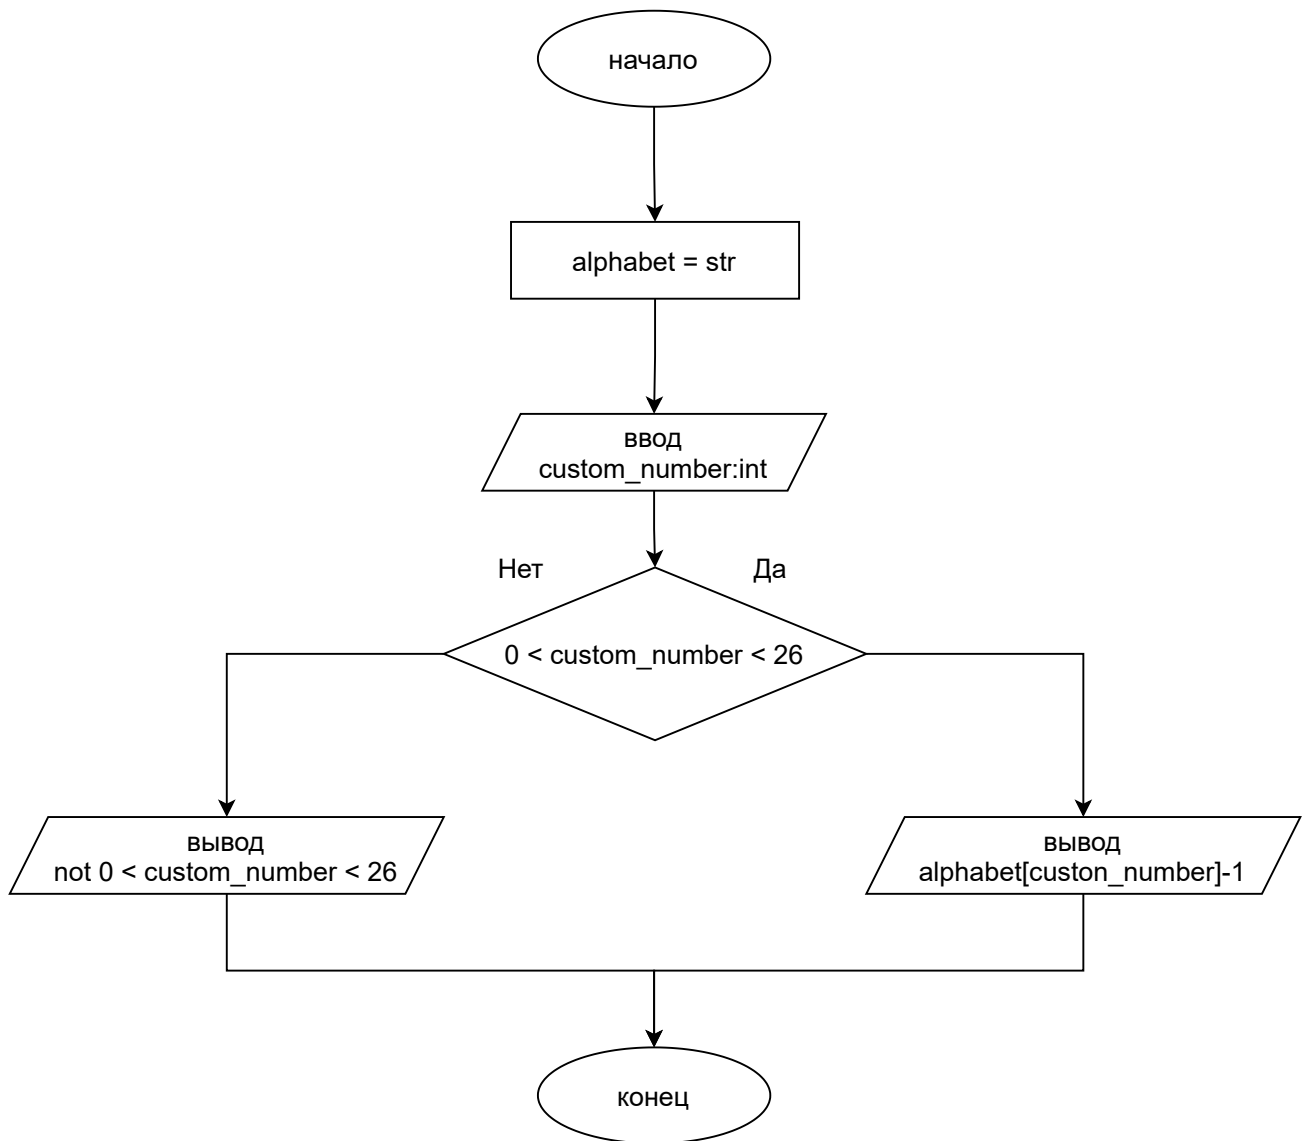 начало
alphabet = str
ввод
custom_number:int
Нет
Да
0 < custom_number < 26
вывод
not 0 < custom_number < 26
вывод
alphabet[custon_number]-1
конец